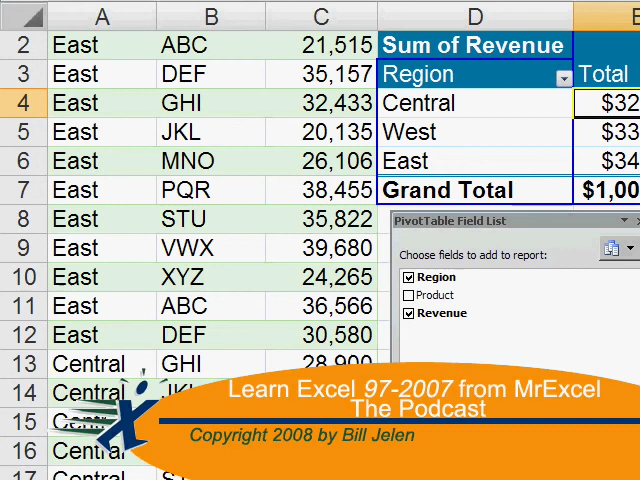 A B C D E
2 East ABC 21,515 Sum of Revenue
3 East DEF 35,157 Region Total
4 East GHI 32,433 Central $32
5 East JKL 20,135 West $33
6 East MNO 26,106 East $34
7 East PQR 38,455 Grand Total $1,00
8 East STU 35,822
9 East VWX 39,680 PivotTable Field List
10 East XYZ 24,265 Choose fields to add to report:
Region
11 East ABC 36,566 Product
12 East DEF 30,580 Revenue
13 Central GHI 28,900
14 Central
15 Central
16 Central
17 Central
Learn Excel 97-2007 from MrExcel
The Podcast
Copyright 2008 by Bill Jelen